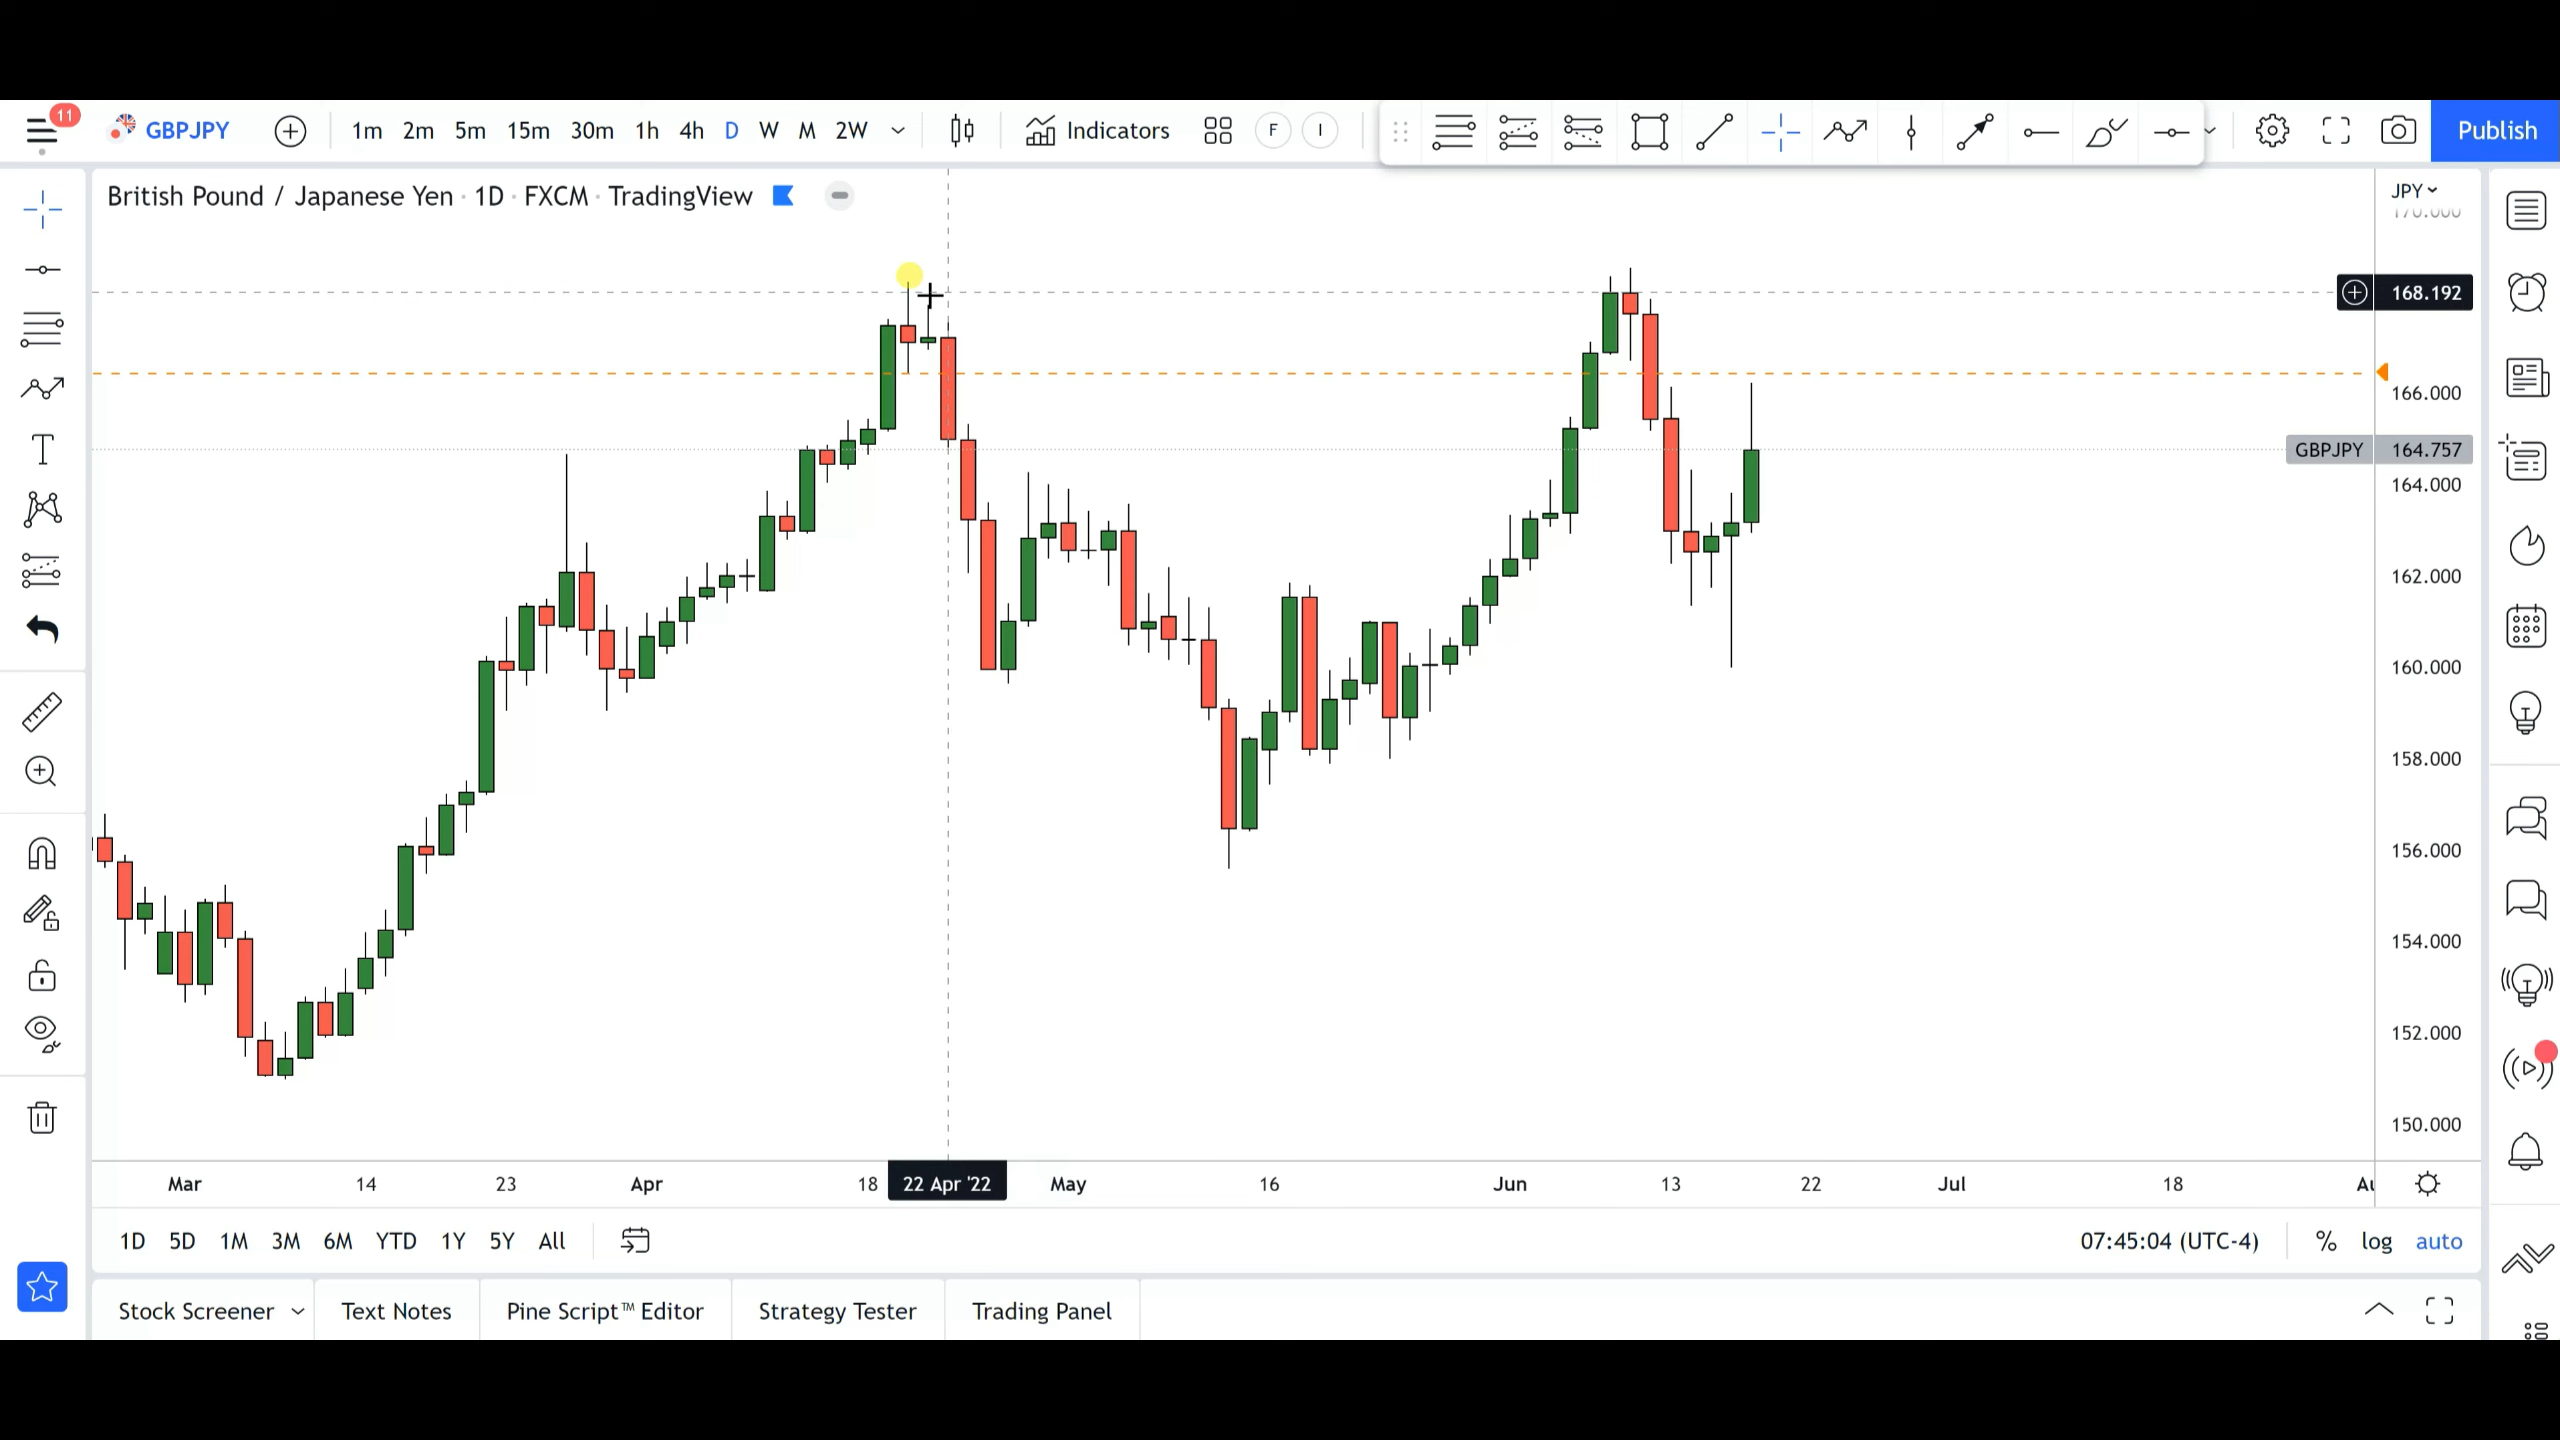 11 GBPJPY 1m 2m 5m 15m 30m 1h 4h D W M 2W Indicators F I Publish
British Pound / Japanese Yen · 1D · FXCM · TradingView
JPY
170.000
168.192
166.000
GBPJPY 164.757
164.000
162.000
160.000
158.000
156.000
154.000
152.000
150.000
Mar 14 23 Apr 18 22 Apr '22 May 16 Jun 13 22 Jul 18
1D 5D 1M 3M 6M YTD 1Y 5Y All 07:45:04 (UTC-4) % log auto
Stock Screener Text Notes Pine Script™ Editor Strategy Tester Trading Panel